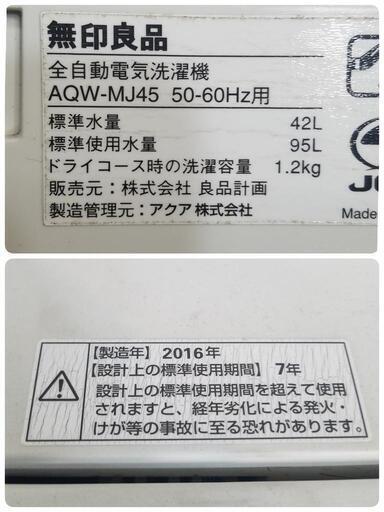 無印良品
全自動電気洗濯機
AQW-MJ45 50-60Hz用
標準水量 42L
標準使用水量 95L
ドライコース時の洗濯容量 1.2kg
販売元：株式会社 良品計画
製造管理元：アクア 株式会社
Made
【製造年】2016年
【設計上の標準使用期間】7年
設計上の標準使用期間を超えて使用
されますと、経年劣化による発火・
けが等の事故に至る恐れがあります。